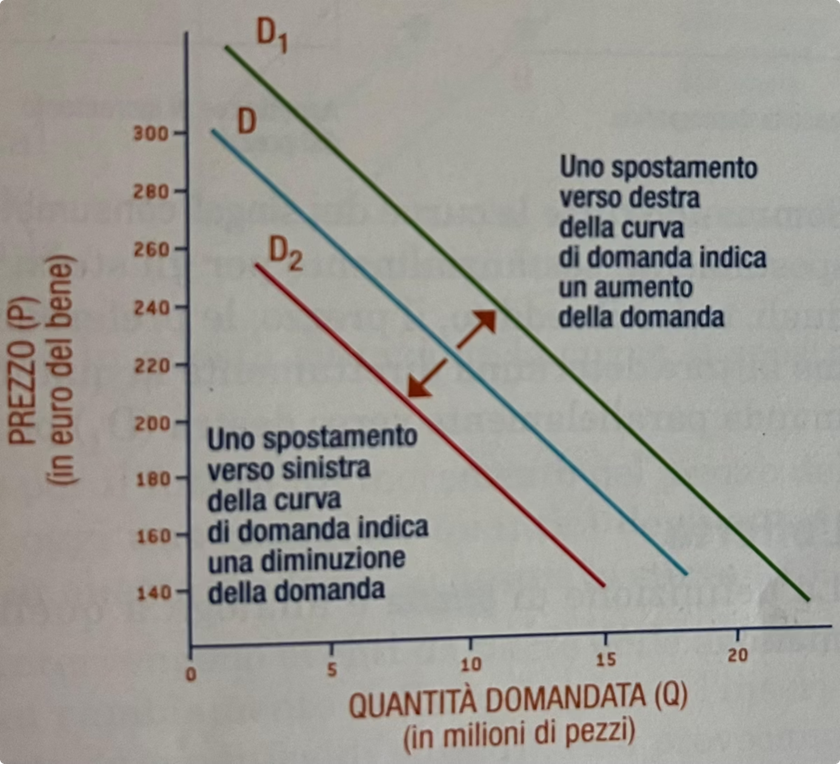 D1
D
D2
300
280
260
240
220
200
180
160
140
0
5
10
15
20
PREZZO (P)
(in euro del bene)
Uno spostamento
verso destra
della curva
di domanda indica
un aumento
della domanda
Uno spostamento
verso sinistra
della curva
di domanda indica
una diminuzione
della domanda
QUANTITÀ DOMANDATA (Q)
(in milioni di pezzi)